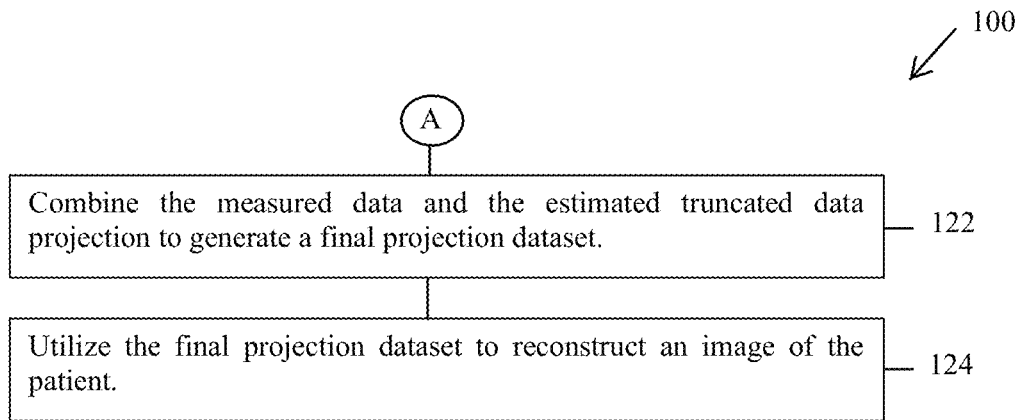 100
A
Combine the measured data and the estimated truncated data
projection to generate a final projection dataset.
122
Utilize the final projection dataset to reconstruct an image of the
patient.
124